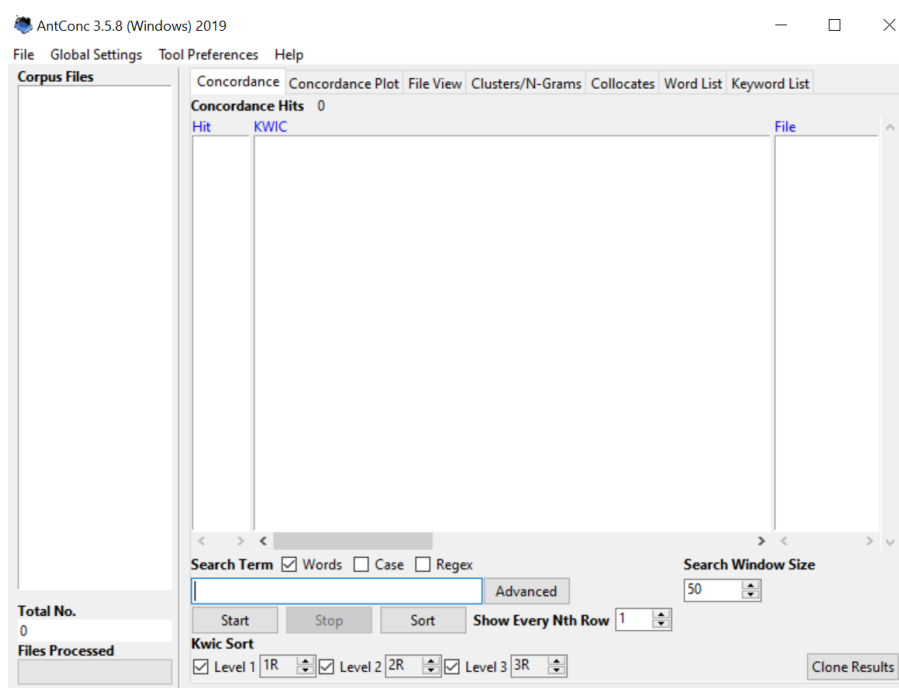 AntConc 3.5.8 (Windows) 2019
File Global Settings Tool Preferences Help
Corpus Files
Concordance Concordance Plot File View Clusters/N-Grams Collocates Word List Keyword List
Concordance Hits 0
Hit KWIC File
Search Term Words Case Regex Search Window Size
Advanced 50
Total No.
0
Start Stop Sort Show Every Nth Row 1
Files Processed
Kwic Sort
Level 1 1R Level 2 2R Level 3 3R Clone Results